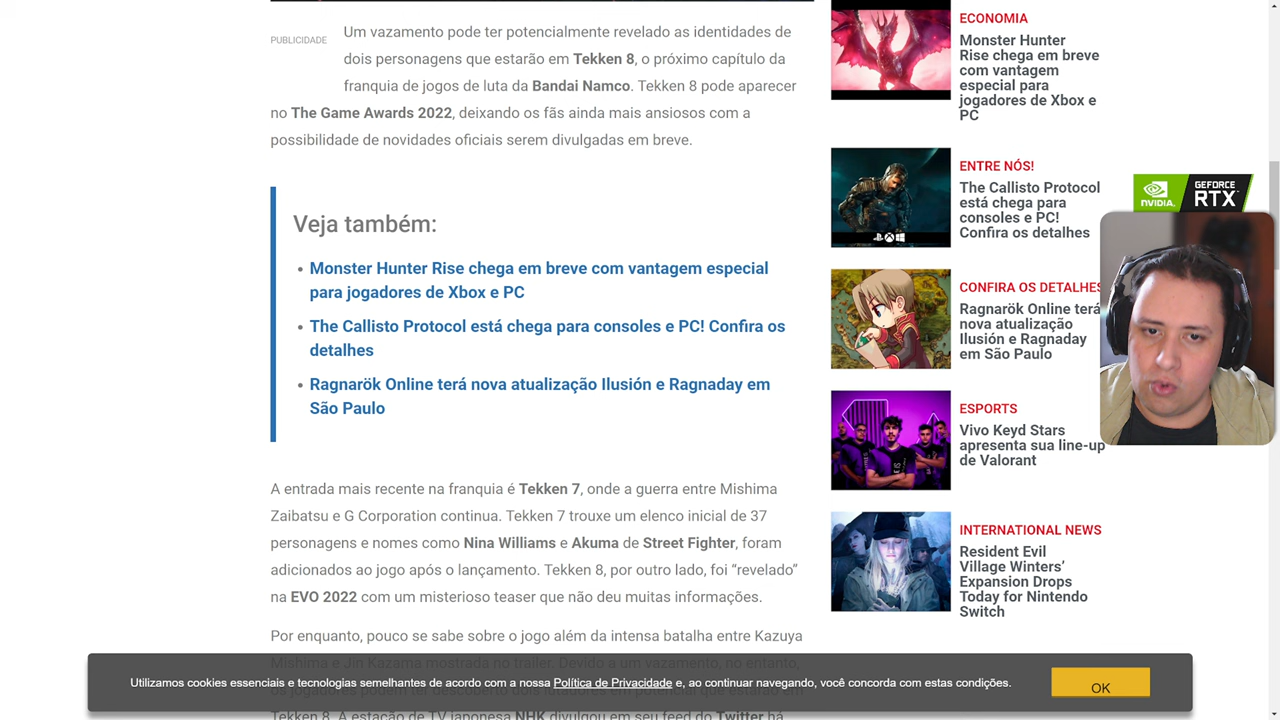 PUBLICIDADE
Um vazamento pode ter potencialmente revelado as identidades de
dois personagens que estarão em Tekken 8, o próximo capítulo da
franquia de jogos de luta da Bandai Namco. Tekken 8 pode aparecer
no The Game Awards 2022, deixando os fãs ainda mais ansiosos com a
possibilidade de novidades oficiais serem divulgadas em breve.
Veja também:
• Monster Hunter Rise chega em breve com vantagem especial
para jogadores de Xbox e PC
• The Callisto Protocol está chega para consoles e PC! Confira os
detalhes
• Ragnarök Online terá nova atualização Ilusión e Ragnaday em
São Paulo
A entrada mais recente na franquia é Tekken 7, onde a guerra entre Mishima
Zaibatsu e G Corporation continua. Tekken 7 trouxe um elenco inicial de 37
personagens e nomes como Nina Williams e Akuma de Street Fighter, foram
adicionados ao jogo após o lançamento. Tekken 8, por outro lado, foi “revelado”
na EVO 2022 com um misterioso teaser que não deu muitas informações.
Por enquanto, pouco se sabe sobre o jogo além da intensa batalha entre Kazuya
Mishima e Jin Kazama mostrada no trailer. Devido a um vazamento, no entanto,
os jogadores podem ter descoberto dois lutadores em potencial que estarão em
Tekken 8. A estação de TV japonesa NHK divulgou em seu feed do Twitter há
ECONOMIA
Monster Hunter
Rise chega em breve
com vantagem
especial para
jogadores de Xbox e
PC
ENTRE NÓS!
The Callisto Protocol
está chega para
consoles e PC!
Confira os detalhes
CONFIRA OS DETALHES
Ragnarök Online terá
nova atualização
Ilusión e Ragnaday
em São Paulo
ESPORTS
Vivo Keyd Stars
apresenta sua line-up
de Valorant
INTERNATIONAL NEWS
Resident Evil
Village Winters’
Expansion Drops
Today for Nintendo
Switch
NVIDIA.
GEFORCE
RTX
Utilizamos cookies essenciais e tecnologias semelhantes de acordo com a nossa Política de Privacidade e, ao continuar navegando, você concorda com estas condições.
OK